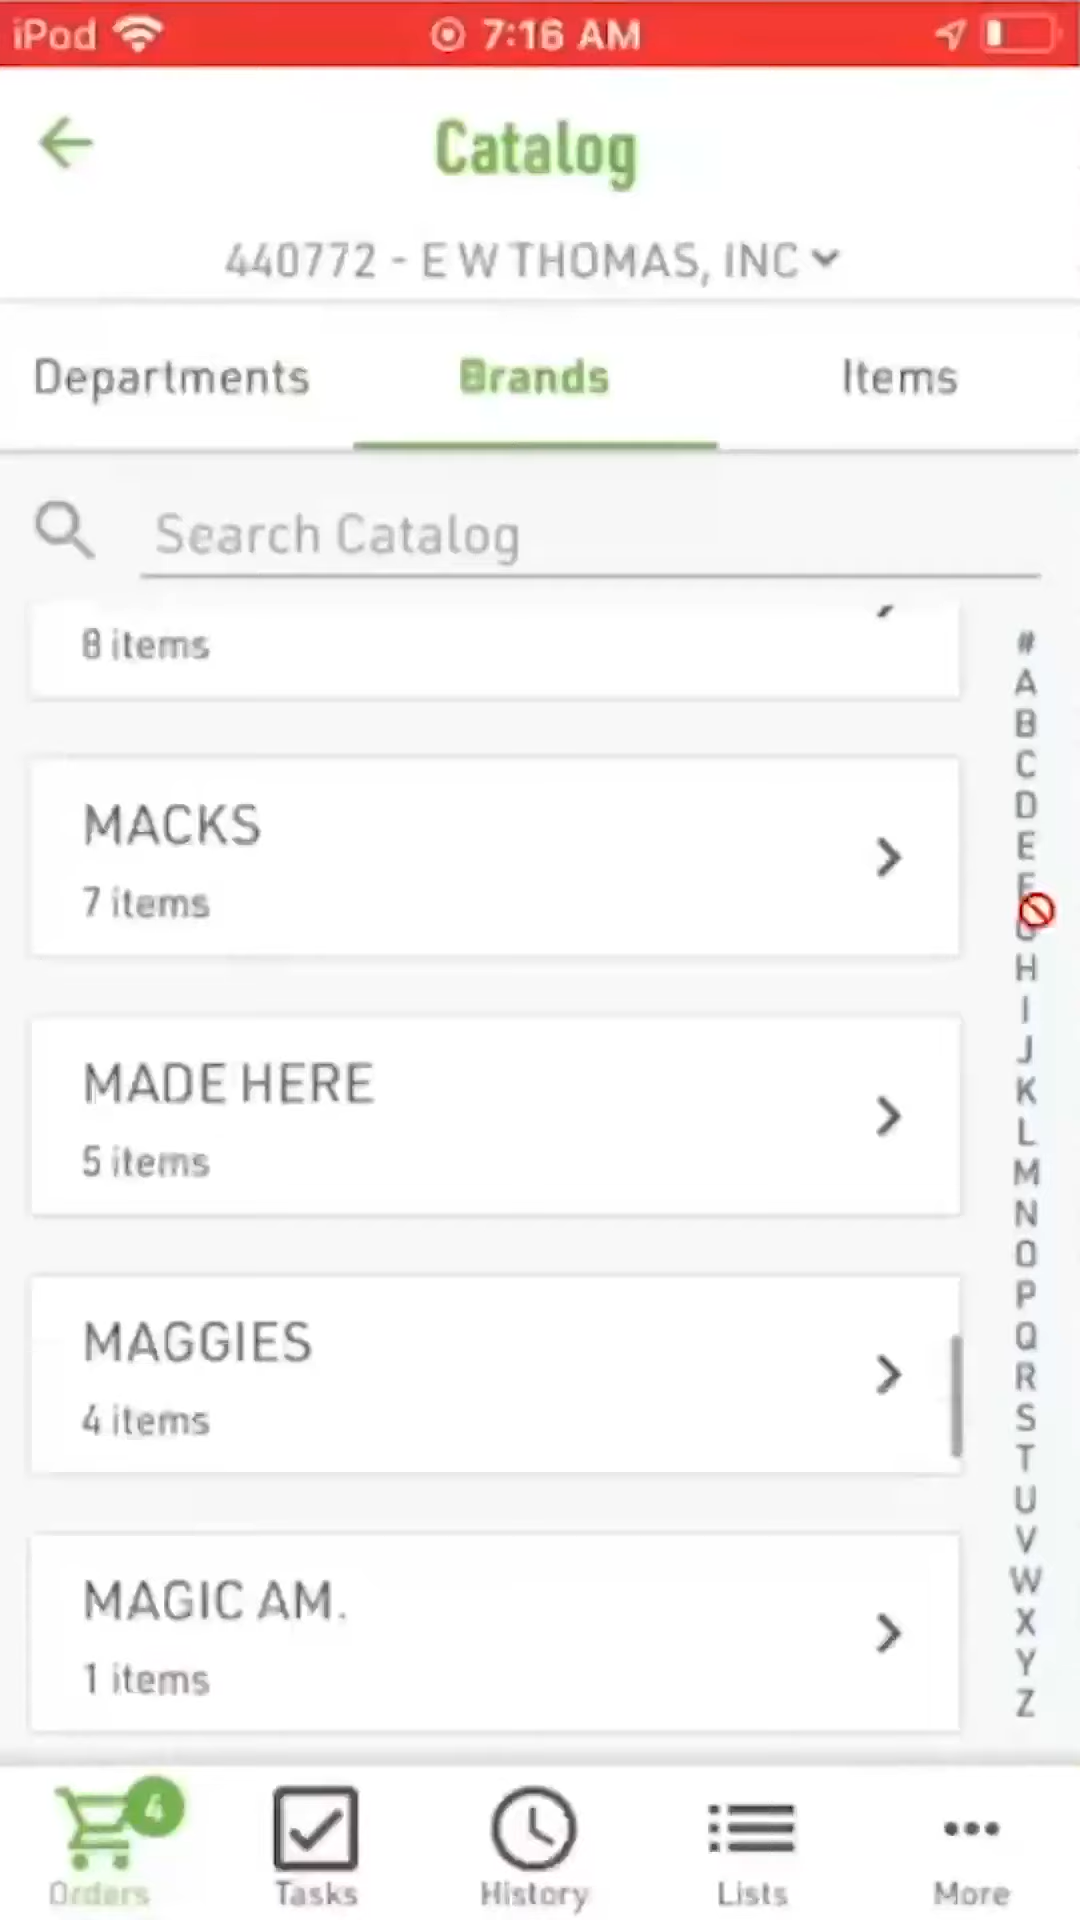 iPod 7:16 AM
Catalog
440772 - E W THOMAS, INC
Departments Brands Items
Search Catalog
8 items
MACKS
7 items
MADE HERE
5 items
MAGGIES
4 items
MAGIC AM.
1 items
#
A
B
C
D
E
F
H
I
J
K
L
M
N
O
P
Q
R
S
T
U
V
W
X
Y
Z
4
Orders Tasks History Lists More